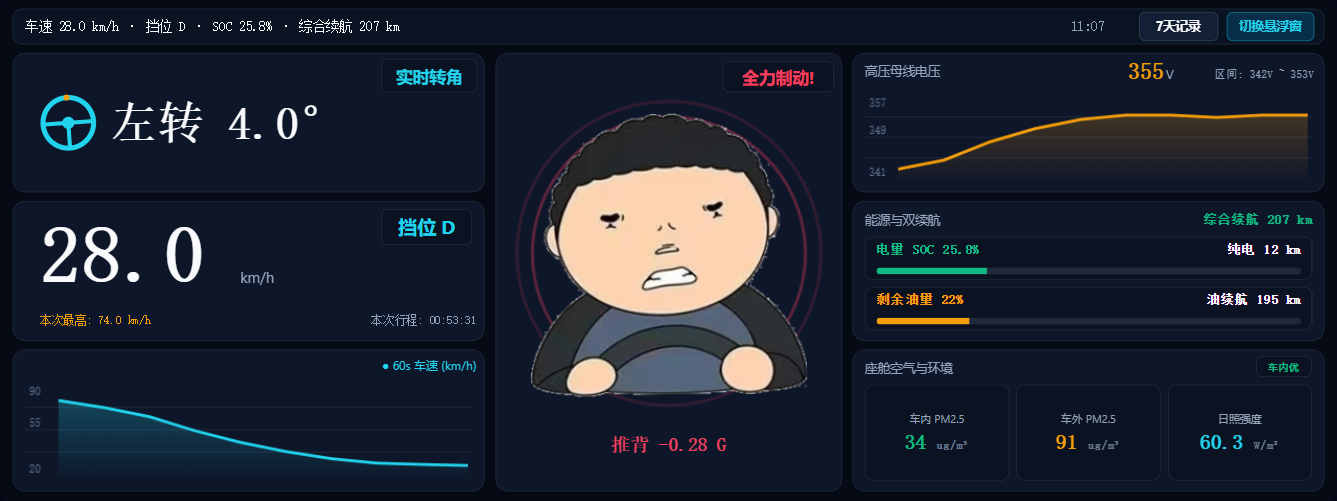 车速 28.0 km/h · 挡位 D · SOC 25.8% · 综合续航 207 km
11:07
7天记录
切换悬浮窗
实时转角
左转 4.0°
挡位 D
28.0 km/h
本次最高: 74.0 km/h
本次行程: 00:53:31
● 60s 车速 (km/h)
90
55
20
全力制动!
推背 -0.28 G
高压母线电压
355V
区间: 342V ~ 353V
357
349
341
能源与双续航
综合续航 207 km
电量 SOC 25.8%
纯电 12 km
剩余油量 22%
油续航 195 km
座舱空气与环境
车内优
车内 PM2.5
34 ug/m³
车外 PM2.5
91 ug/m³
日照强度
60.3 W/m²